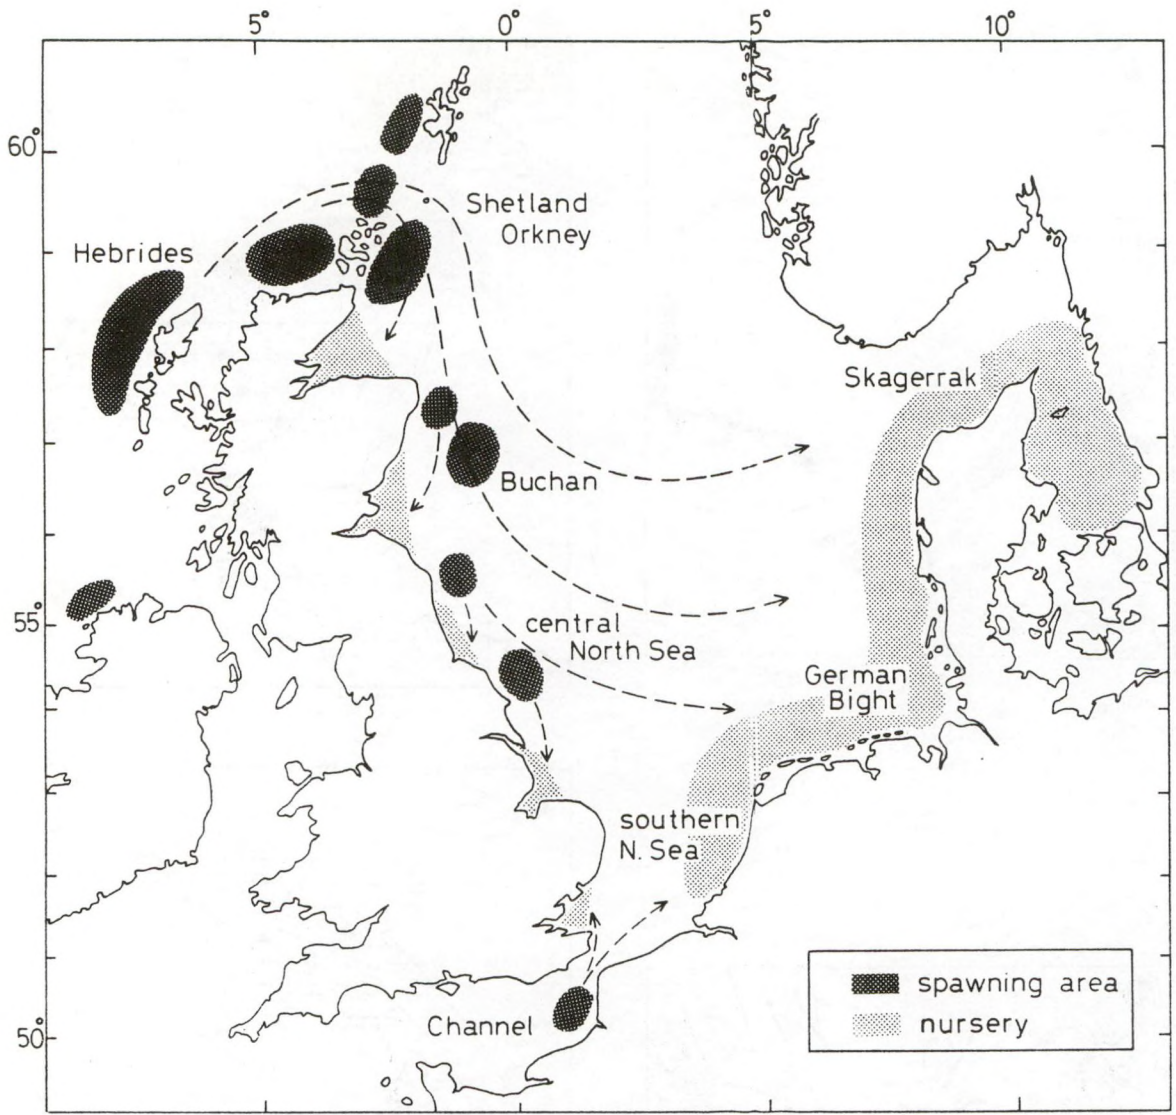 5° 0° 5° 10°
60°
Shetland
Orkney
Hebrides
Skagerrak
Buchan
55°
central
North Sea
German
Bight
southern
N. Sea
spawning area
nursery
Channel
50°